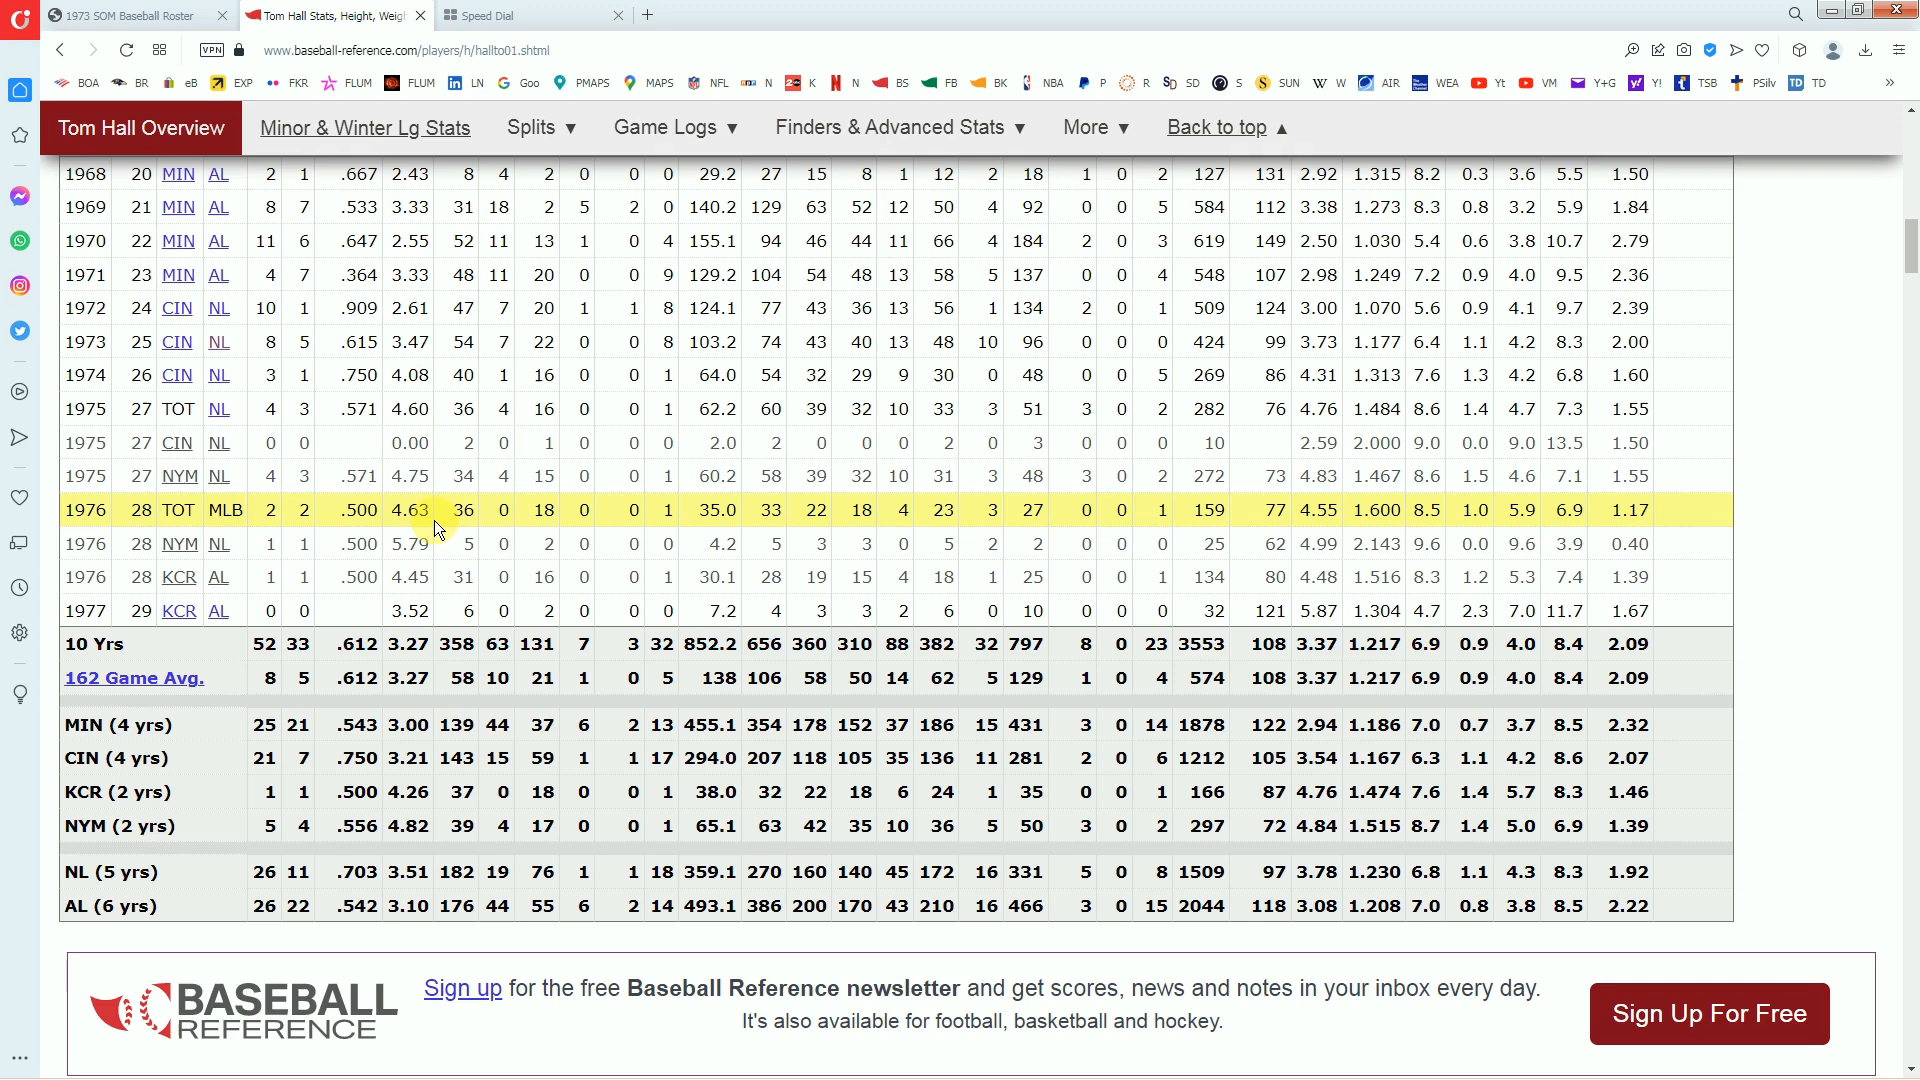 1973 SOM Baseball Roster
Tom Hall Stats, Height, Weigh
Speed Dial
VPN www.baseball-reference.com/players/h/hallto01.shtml
BOA BR eB EXP FKR FLUM FLUM LN Goo PMAPS MAPS NFL N K N BS FB BK NBA P R SD S SUN W AIR WEA Yt VM Y+G Y! TSB PSilv TD
Tom Hall Overview Minor & Winter Lg Stats Splits ▼ Game Logs ▼ Finders & Advanced Stats ▼ More ▼ Back to top ▲
1968 20 MIN AL 2 1 .667 2.43 8 4 2 0 0 0 29.2 27 15 8 1 12 2 18 1 0 2 127 131 2.92 1.315 8.2 0.3 3.6 5.5 1.50
1969 21 MIN AL 8 7 .533 3.33 31 18 2 5 2 0 140.2 129 63 52 12 50 4 92 0 0 5 584 112 3.38 1.273 8.3 0.8 3.2 5.9 1.84
1970 22 MIN AL 11 6 .647 2.55 52 11 13 1 0 4 155.1 94 46 44 11 66 4 184 2 0 3 619 149 2.50 1.030 5.4 0.6 3.8 10.7 2.79
1971 23 MIN AL 4 7 .364 3.33 48 11 20 0 0 9 129.2 104 54 48 13 58 5 137 0 0 4 548 107 2.98 1.249 7.2 0.9 4.0 9.5 2.36
1972 24 CIN NL 10 1 .909 2.61 47 7 20 1 1 8 124.1 77 43 36 13 56 1 134 2 0 1 509 124 3.00 1.070 5.6 0.9 4.1 9.7 2.39
1973 25 CIN NL 8 5 .615 3.47 54 7 22 0 0 8 103.2 74 43 40 13 48 10 96 0 0 0 424 99 3.73 1.177 6.4 1.1 4.2 8.3 2.00
1974 26 CIN NL 3 1 .750 4.08 40 1 16 0 0 1 64.0 54 32 29 9 30 0 48 0 0 5 269 86 4.31 1.313 7.6 1.3 4.2 6.8 1.60
1975 27 TOT NL 4 3 .571 4.60 36 4 16 0 0 1 62.2 60 39 32 10 33 3 51 3 0 2 282 76 4.76 1.484 8.6 1.4 4.7 7.3 1.55
1975 27 CIN NL 0 0 0.00 2 0 1 0 0 0 2.0 2 0 0 0 2 0 3 0 0 0 10 2.59 2.000 9.0 0.0 9.0 13.5 1.50
1975 27 NYM NL 4 3 .571 4.75 34 4 15 0 0 1 60.2 58 39 32 10 31 3 48 3 0 2 272 73 4.83 1.467 8.6 1.5 4.6 7.1 1.55
1976 28 TOT MLB 2 2 .500 4.63 36 0 18 0 0 1 35.0 33 22 18 4 23 3 27 0 0 1 159 77 4.55 1.600 8.5 1.0 5.9 6.9 1.17
1976 28 NYM NL 1 1 .500 5.79 5 0 2 0 0 0 4.2 5 3 3 0 5 2 2 0 0 0 25 62 4.99 2.143 9.6 0.0 9.6 3.9 0.40
1976 28 KCR AL 1 1 .500 4.45 31 0 16 0 0 1 30.1 28 19 15 4 18 1 25 0 0 1 134 80 4.48 1.516 8.3 1.2 5.3 7.4 1.39
1977 29 KCR AL 0 0 3.52 6 0 2 0 0 0 7.2 4 3 3 2 6 0 10 0 0 0 32 121 5.87 1.304 4.7 2.3 7.0 11.7 1.67
10 Yrs 52 33 .612 3.27 358 63 131 7 3 32 852.2 656 360 310 88 382 32 797 8 0 23 3553 108 3.37 1.217 6.9 0.9 4.0 8.4 2.09
162 Game Avg. 8 5 .612 3.27 58 10 21 1 0 5 138 106 58 50 14 62 5 129 1 0 4 574 108 3.37 1.217 6.9 0.9 4.0 8.4 2.09
MIN (4 yrs) 25 21 .543 3.00 139 44 37 6 2 13 455.1 354 178 152 37 186 15 431 3 0 14 1878 122 2.94 1.186 7.0 0.7 3.7 8.5 2.32
CIN (4 yrs) 21 7 .750 3.21 143 15 59 1 1 17 294.0 207 118 105 35 136 11 281 2 0 6 1212 105 3.54 1.167 6.3 1.1 4.2 8.6 2.07
KCR (2 yrs) 1 1 .500 4.26 37 0 18 0 0 1 38.0 32 22 18 6 24 1 35 0 0 1 166 87 4.76 1.474 7.6 1.4 5.7 8.3 1.46
NYM (2 yrs) 5 4 .556 4.82 39 4 17 0 0 1 65.1 63 42 35 10 36 5 50 3 0 2 297 72 4.84 1.515 8.7 1.4 5.0 6.9 1.39
NL (5 yrs) 26 11 .703 3.51 182 19 76 1 1 18 359.1 270 160 140 45 172 16 331 5 0 8 1509 97 3.78 1.230 6.8 1.1 4.3 8.3 1.92
AL (6 yrs) 26 22 .542 3.10 176 44 55 6 2 14 493.1 386 200 170 43 210 16 466 3 0 15 2044 118 3.08 1.208 7.0 0.8 3.8 8.5 2.22
BASEBALL
REFERENCE
Sign up for the free Baseball Reference newsletter and get scores, news and notes in your inbox every day.
It's also available for football, basketball and hockey.
Sign Up For Free